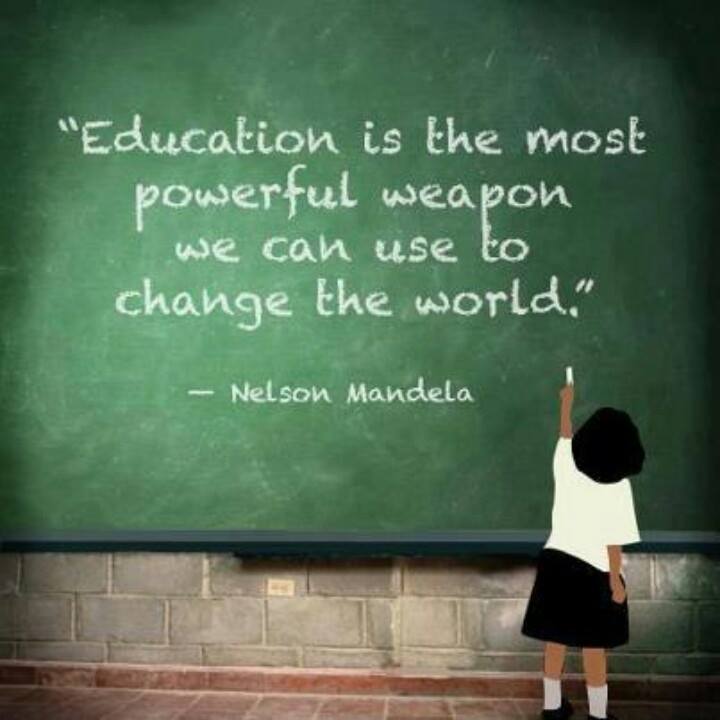 “Education is the most
powerful weapon
we can use to
change the world.”
— Nelson Mandela